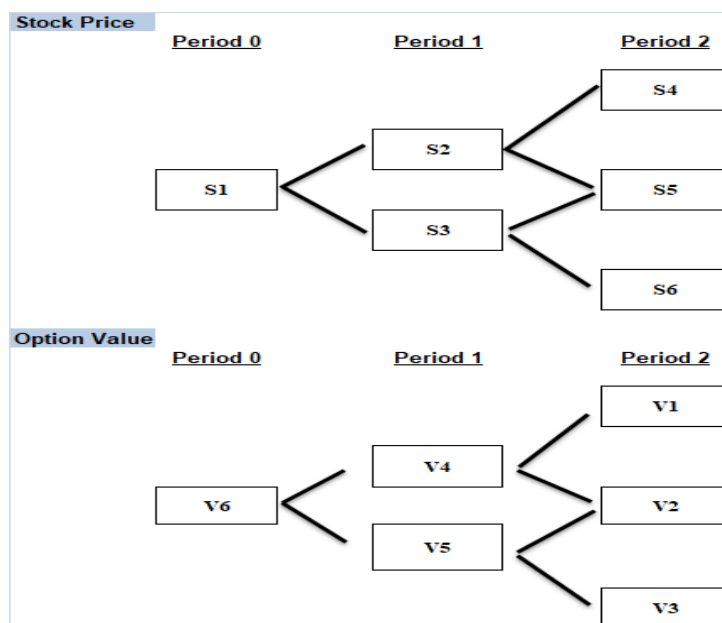 Stock Price
Period 0 Period 1 Period 2
S4
S2
S1 S5
S3
S6
Option Value
Period 0 Period 1 Period 2
V1
V4
V6 V2
V5
V3